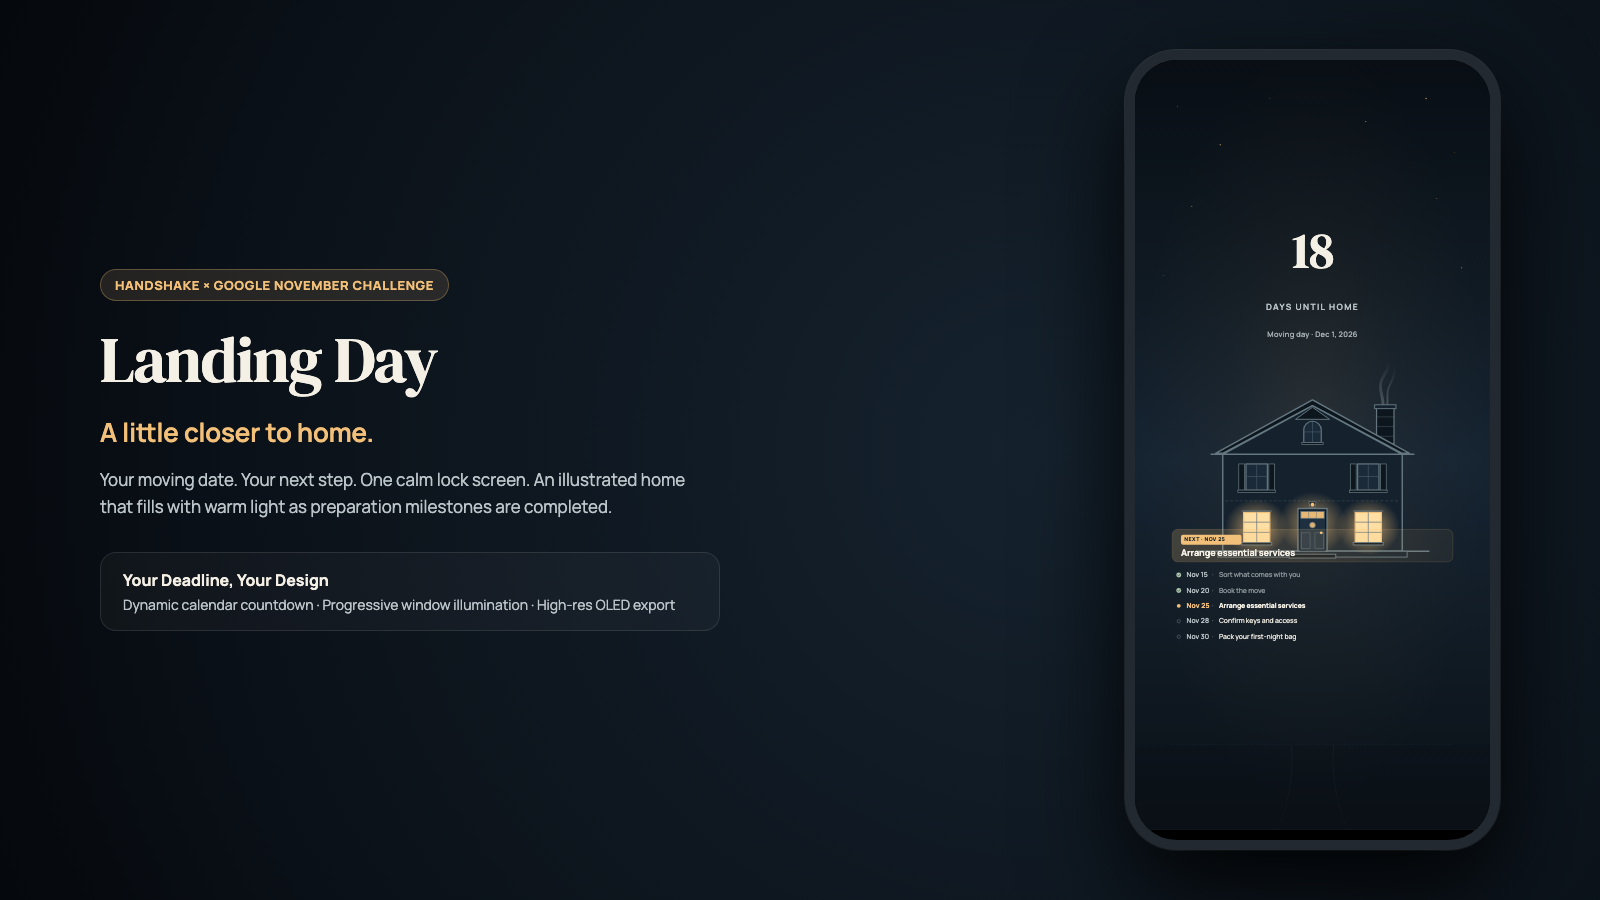 HANDSHAKE × GOOGLE NOVEMBER CHALLENGE
Landing Day
A little closer to home.
Your moving date. Your next step. One calm lock screen. An illustrated home
that fills with warm light as preparation milestones are completed.
Your Deadline, Your Design
Dynamic calendar countdown · Progressive window illumination · High-res OLED export
18
DAYS UNTIL HOME
Moving day · Dec 1, 2026
NEXT · NOV 25
Arrange essential services
Nov 15 · Sort what comes with you
Nov 20 · Book the move
Nov 25 · Arrange essential services
Nov 28 · Confirm keys and access
Nov 30 · Pack your first-night bag